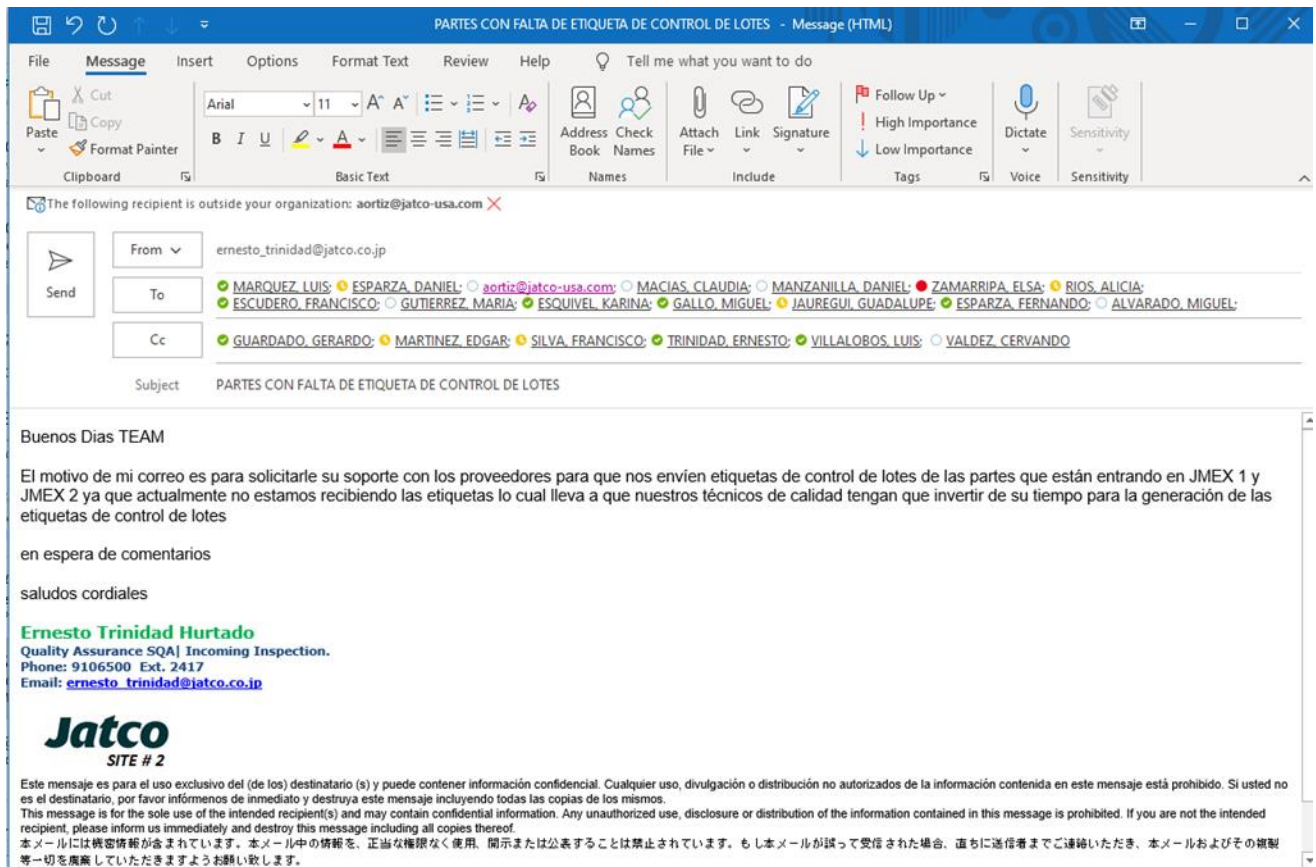 PARTES CON FALTA DE ETIQUETA DE CONTROL DE LOTES - Message (HTML)
File Message Insert Options Format Text Review Help Tell me what you want to do
Paste
Cut
Copy
Format Painter
Clipboard
Arial 11
B I U
Basic Text
Address Book
Check Names
Names
Attach File
Link
Signature
Include
Follow Up
High Importance
Low Importance
Tags
Dictate
Voice
Sensitivity
Sensitivity
The following recipient is outside your organization: aortiz@jatco-usa.com
Send
From ernesto_trinidad@jatco.co.jp
To MARQUEZ, LUIS; ESPARZA, DANIEL; aortiz@jatco-usa.com; MACIAS, CLAUDIA; MANZANILLA, DANIEL; ZAMARRIPA, ELSA; RIOS, ALICIA;
ESCUDERO, FRANCISCO; GUTIERREZ, MARIA; ESQUIVEL, KARINA; GALLO, MIGUEL; JAUREGUI, GUADALUPE; ESPARZA, FERNANDO; ALVARADO, MIGUEL;
Cc GUARDADO, GERARDO; MARTINEZ, EDGAR; SILVA, FRANCISCO; TRINIDAD, ERNESTO; VILLALOBOS, LUIS; VALDEZ, CERVANDO
Subject PARTES CON FALTA DE ETIQUETA DE CONTROL DE LOTES
Buenos Dias TEAM
El motivo de mi correo es para solicitarle su soporte con los proveedores para que nos envíen etiquetas de control de lotes de las partes que están entrando en JMEX 1 y
JMEX 2 ya que actualmente no estamos recibiendo las etiquetas lo cual lleva a que nuestros técnicos de calidad tengan que invertir de su tiempo para la generación de las
etiquetas de control de lotes
en espera de comentarios
saludos cordiales
Ernesto Trinidad Hurtado
Quality Assurance SQA| Incoming Inspection.
Phone: 9106500 Ext. 2417
Email: ernesto_trinidad@jatco.co.jp
Jatco
SITE # 2
Este mensaje es para el uso exclusivo del (de los) destinatario (s) y puede contener información confidencial. Cualquier uso, divulgación o distribución no autorizados de la información contenida en este mensaje está prohibido. Si usted no
es el destinatario, por favor infórmenos de inmediato y destruya este mensaje incluyendo todas las copias de los mismos.
This message is for the sole use of the intended recipient(s) and may contain confidential information. Any unauthorized use, disclosure or distribution of the information contained in this message is prohibited. If you are not the intended
recipient, please inform us immediately and destroy this message including all copies thereof.
本メールには機密情報が含まれています。本メール中の情報を、正当な権限なく使用、開示または公表することは禁止されています。もし本メールが誤って受信された場合、直ちに送信者までご連絡いただき、本メールおよびその複製
等一切を廃棄していただきますようお願い致します。